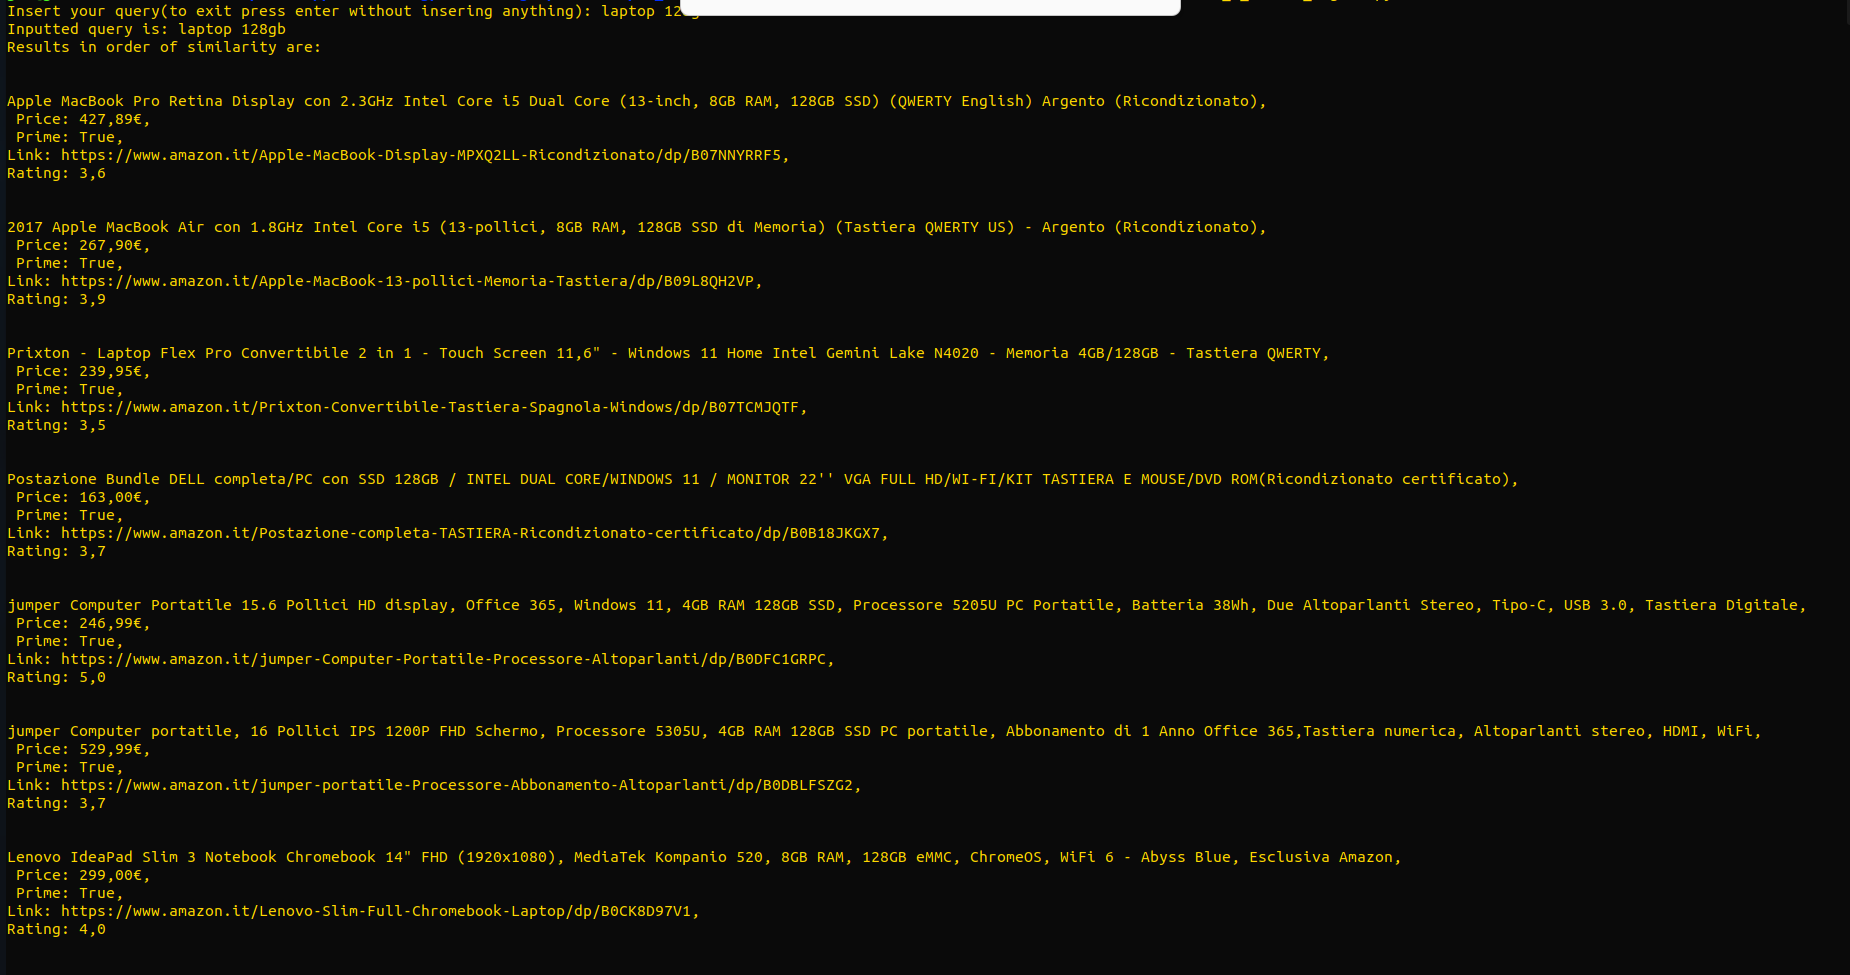 Insert your query(to exit press enter without insering anything): laptop
Inputted query is: laptop 128gb
Results in order of similarity are:
Apple MacBook Pro Retina Display con 2.3GHz Intel Core i5 Dual Core (13-inch, 8GB RAM, 128GB SSD) (QWERTY English) Argento (Ricondizionato),
Price: 427,89€,
Prime: True,
Link: https://www.amazon.it/Apple-MacBook-Display-MPXQ2LL-Ricondizionato/dp/B07NNYRRF5,
Rating: 3,6
2017 Apple MacBook Air con 1.8GHz Intel Core i5 (13-pollici, 8GB RAM, 128GB SSD di Memoria) (Tastiera QWERTY US) - Argento (Ricondizionato),
Price: 267,90€,
Prime: True,
Link: https://www.amazon.it/Apple-MacBook-13-pollici-Memoria-Tastiera/dp/B09L8QH2VP,
Rating: 3,9
Prixton - Laptop Flex Pro Convertibile 2 in 1 - Touch Screen 11,6" - Windows 11 Home Intel Gemini Lake N4020 - Memoria 4GB/128GB - Tastiera QWERTY,
Price: 239,95€,
Prime: True,
Link: https://www.amazon.it/Prixton-Convertibile-Tastiera-Spagnola-Windows/dp/B07TCMJQTF,
Rating: 3,5
Postazione Bundle DELL completa/PC con SSD 128GB / INTEL DUAL CORE/WINDOWS 11 / MONITOR 22'' VGA FULL HD/WI-FI/KIT TASTIERA E MOUSE/DVD ROM(Ricondizionato certificato),
Price: 163,00€,
Prime: True,
Link: https://www.amazon.it/Postazione-completa-TASTIERA-Ricondizionato-certificato/dp/B0B18JKGX7,
Rating: 3,7
jumper Computer Portatile 15.6 Pollici HD display, Office 365, Windows 11, 4GB RAM 128GB SSD, Processore 5205U PC Portatile, Batteria 38Wh, Due Altoparlanti Stereo, Tipo-C, USB 3.0, Tastiera Digitale,
Price: 246,99€,
Prime: True,
Link: https://www.amazon.it/jumper-Computer-Portatile-Processore-Altoparlanti/dp/B0DFC1GRPC,
Rating: 5,0
jumper Computer portatile, 16 Pollici IPS 1200P FHD Schermo, Processore 5305U, 4GB RAM 128GB SSD PC portatile, Abbonamento di 1 Anno Office 365,Tastiera numerica, Altoparlanti stereo, HDMI, WiFi,
Price: 529,99€,
Prime: True,
Link: https://www.amazon.it/jumper-portatile-Processore-Abbonamento-Altoparlanti/dp/B0DBLFSZG2,
Rating: 3,7
Lenovo IdeaPad Slim 3 Notebook Chromebook 14" FHD (1920x1080), MediaTek Kompanio 520, 8GB RAM, 128GB eMMC, ChromeOS, WiFi 6 - Abyss Blue, Esclusiva Amazon,
Price: 299,00€,
Prime: True,
Link: https://www.amazon.it/Lenovo-Slim-Full-Chromebook-Laptop/dp/B0CK8D97V1,
Rating: 4,0